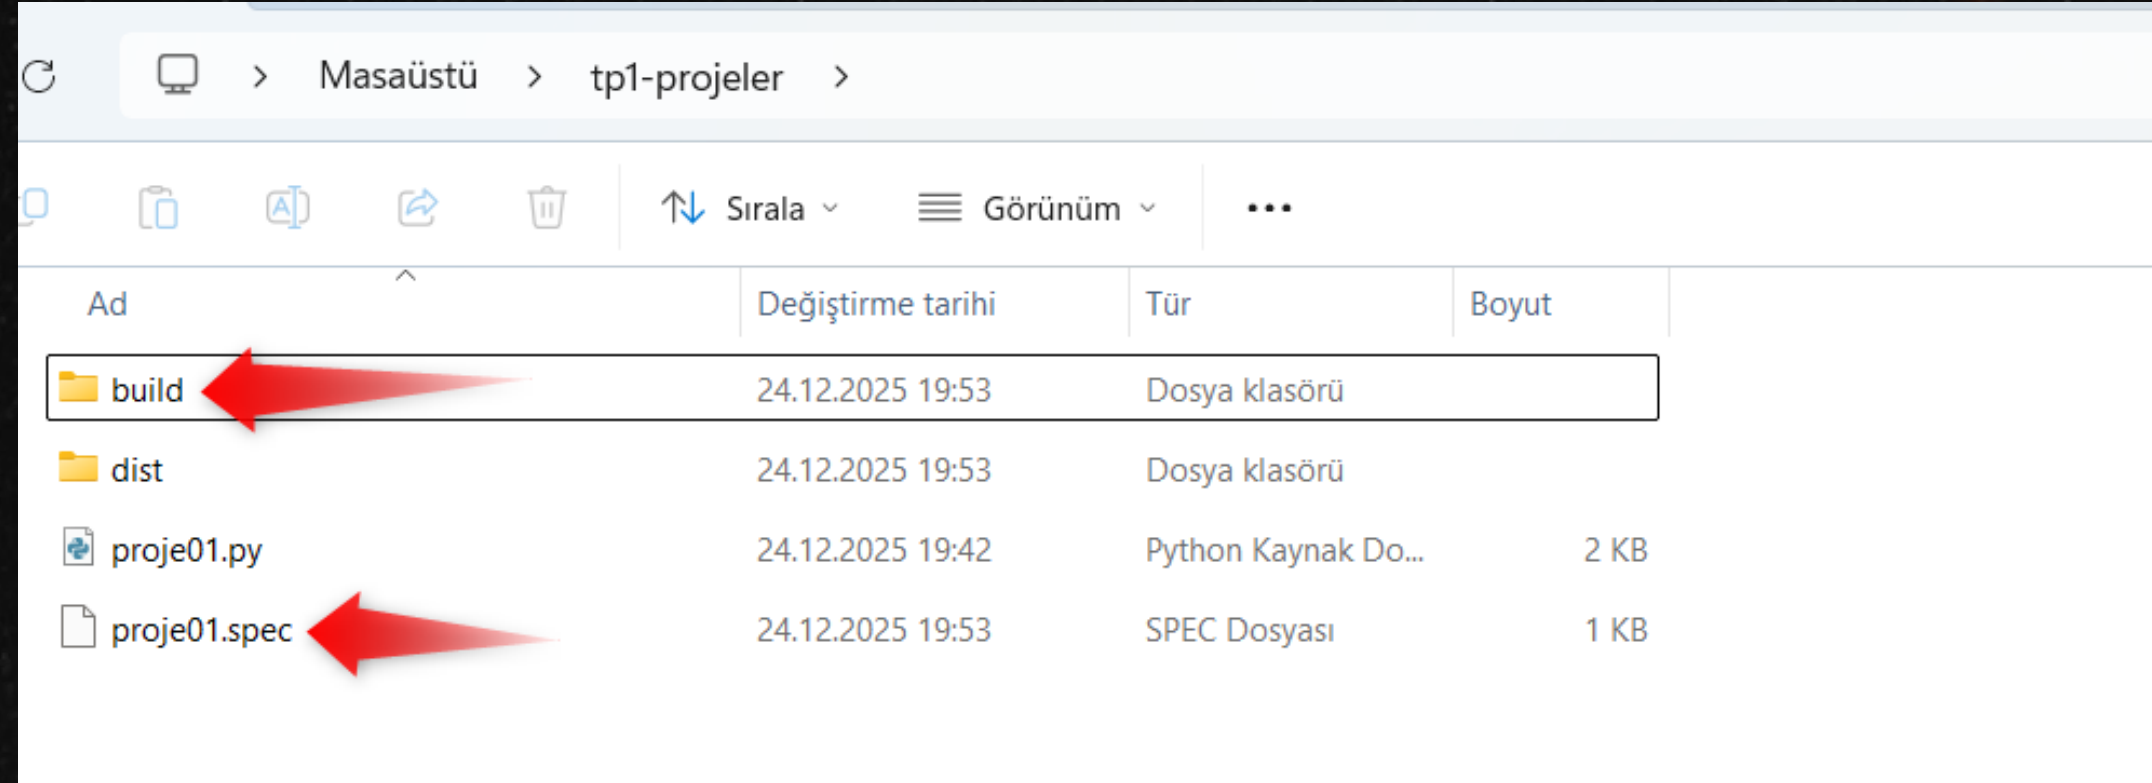 Masaüstü tp1-projeler
Sırala Görünüm
Ad Değiştirme tarihi Tür Boyut
build 24.12.2025 19:53 Dosya klasörü
dist 24.12.2025 19:53 Dosya klasörü
proje01.py 24.12.2025 19:42 Python Kaynak Do... 2 KB
proje01.spec 24.12.2025 19:53 SPEC Dosyası 1 KB